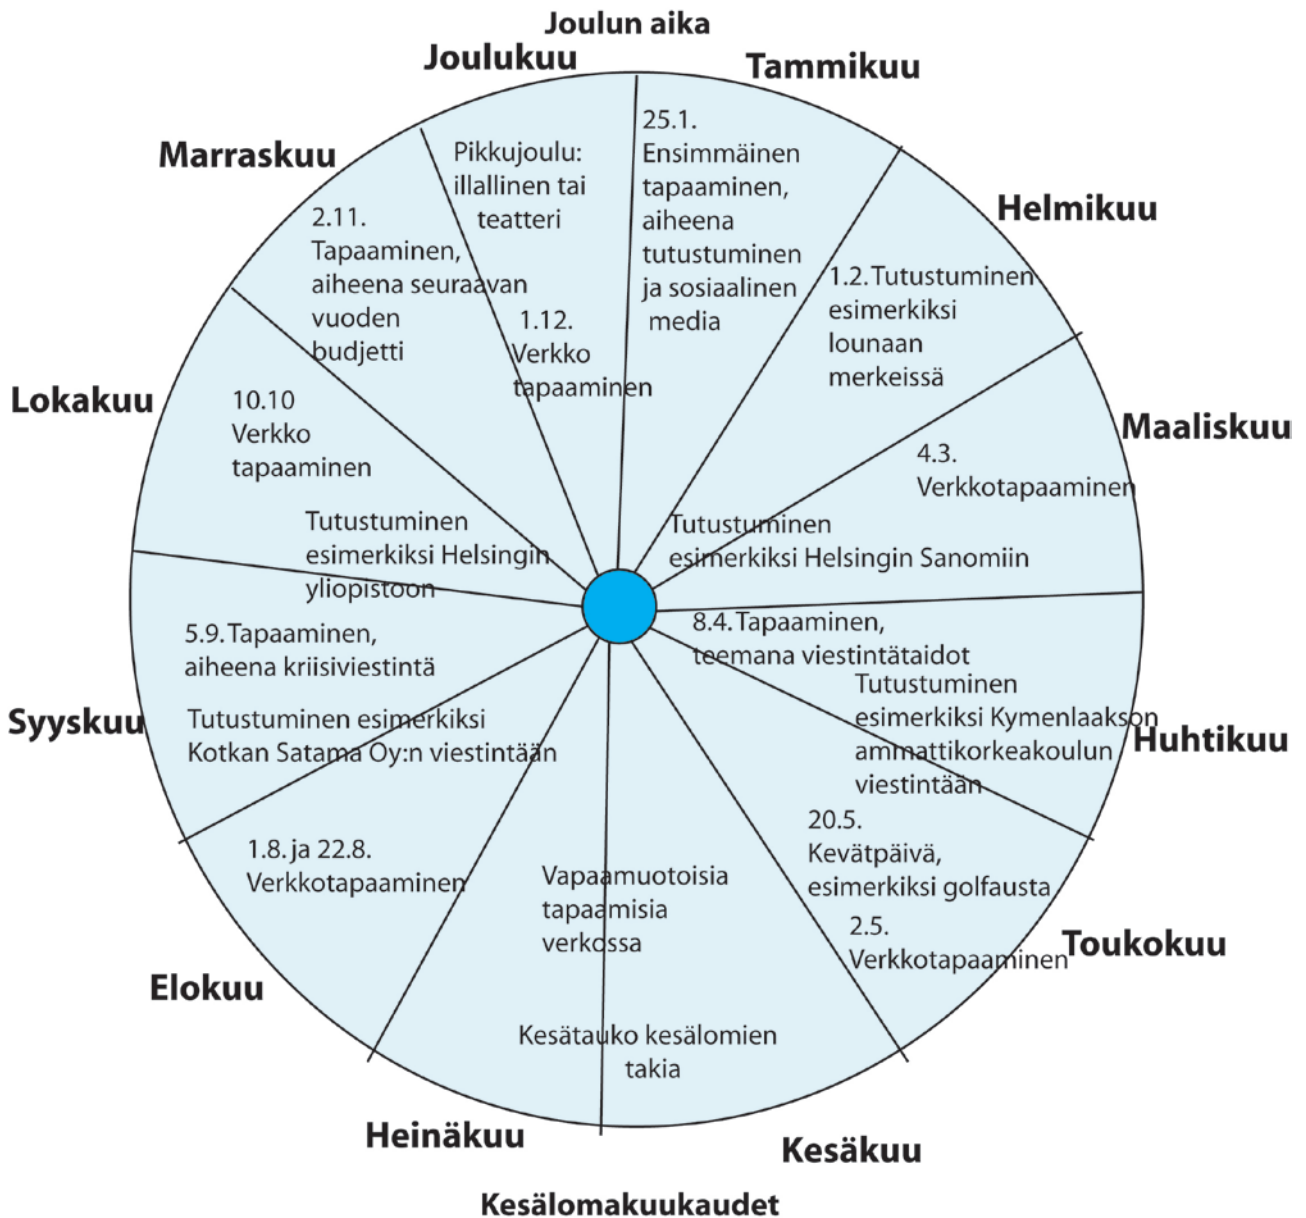 Joulun aika
Joulukuu
Tammikuu
25.1.
Ensimmäinen
tapaaminen,
aiheena
tutustuminen
ja sosiaalinen
media
Helmikuu
1.2. Tutustuminen
esimerkiksi
lounaan
merkeissä
Maaliskuu
4.3.
Verkkotapaaminen
Tutustuminen
esimerkiksi Helsingin Sanomiin
Huhtikuu
8.4. Tapaaminen,
teemana viestintätaidot
Tutustuminen
esimerkiksi Kymenlaakson
ammattikorkeakoulun
viestintään
Toukokuu
20.5.
Kevätpäivä,
esimerkiksi golfausta
2.5.
Verkkotapaaminen
Kesäkuu
Kesälomakuukaudet
Heinäkuu
Vapaamuotoisia
tapaamisia
verkossa
Kesätauko kesälomien
takia
Elokuu
1.8. ja 22.8.
Verkkotapaaminen
Syyskuu
5.9. Tapaaminen,
aiheena kriisiviestintä
Tutustuminen esimerkiksi
Kotkan Satama Oy:n viestintään
Lokakuu
10.10
Verkko
tapaaminen
Tutustuminen
esimerkiksi Helsingin
yliopistoon
Marraskuu
2.11.
Tapaaminen,
aiheena seuraavan
vuoden
budjetti
Pikkujoulu:
illallinen tai
teatteri
1.12.
Verkko
tapaaminen